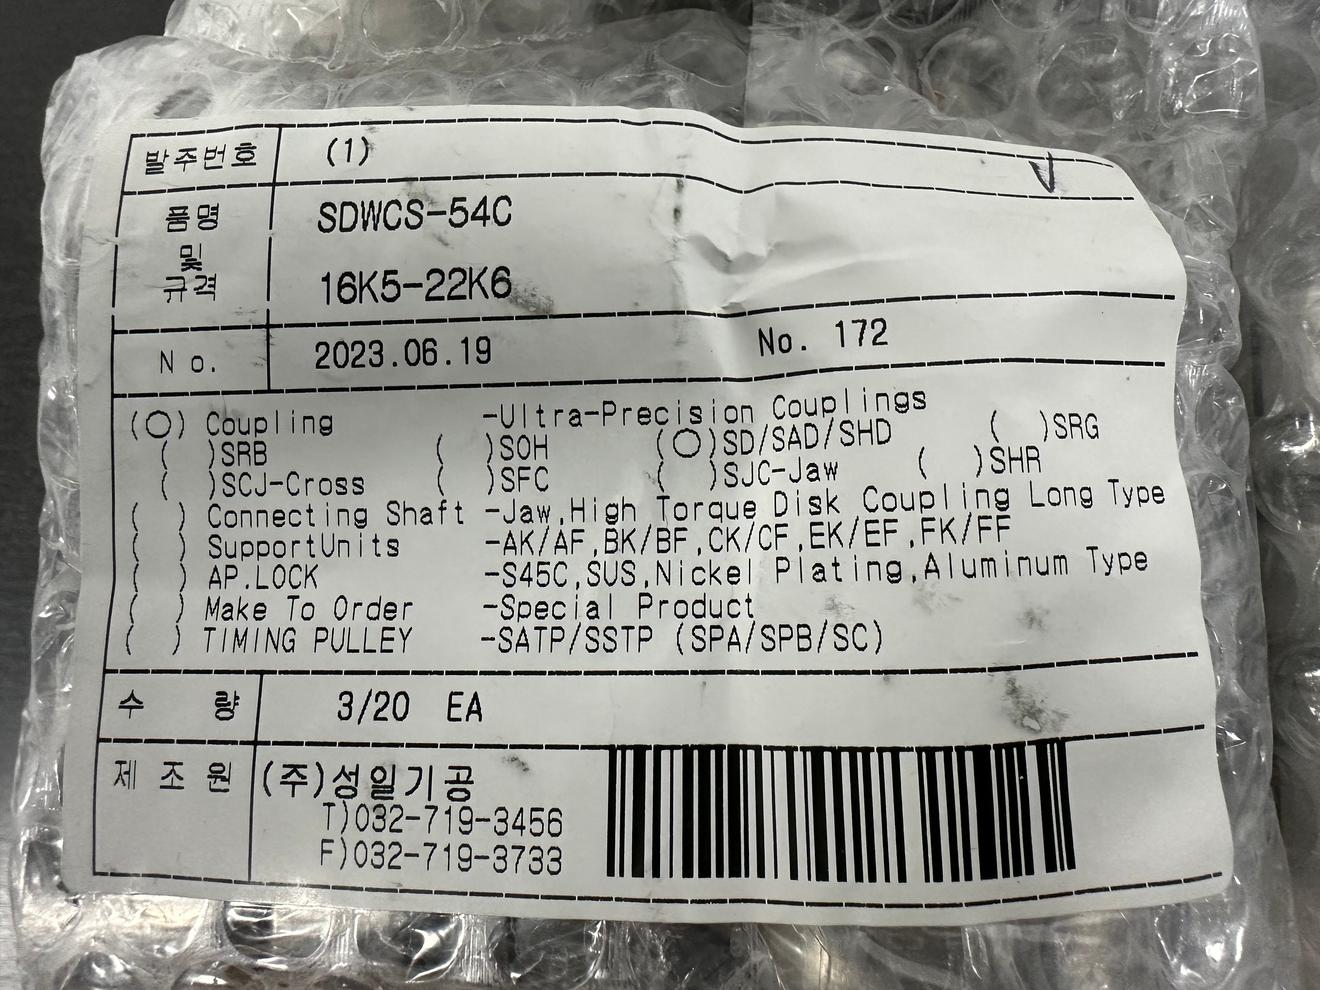 발주번호 (1)
품명 SDWCS-54C
및
규격 16K5-22K6
No. 2023.06.19 No. 172
(○) Coupling -Ultra-Precision Couplings
( )SRB ( )SOH (○)SD/SAD/SHD ( )SRG
( )SCJ-Cross ( )SFC ( )SJC-Jaw ( )SHR
( ) Connecting Shaft -Jaw,High Torque Disk Coupling Long Type
( ) SupportUnits -AK/AF,BK/BF,CK/CF,EK/EF,FK/FF
( ) AP.LOCK -S45C,SUS,Nickel Plating,Aluminum Type
( ) Make To Order -Special Product
( ) TIMING PULLEY -SATP/SSTP (SPA/SPB/SC)
수 량 3/20 EA
제 조 원 (주)성일기공
T)032-719-3456
F)032-719-3733